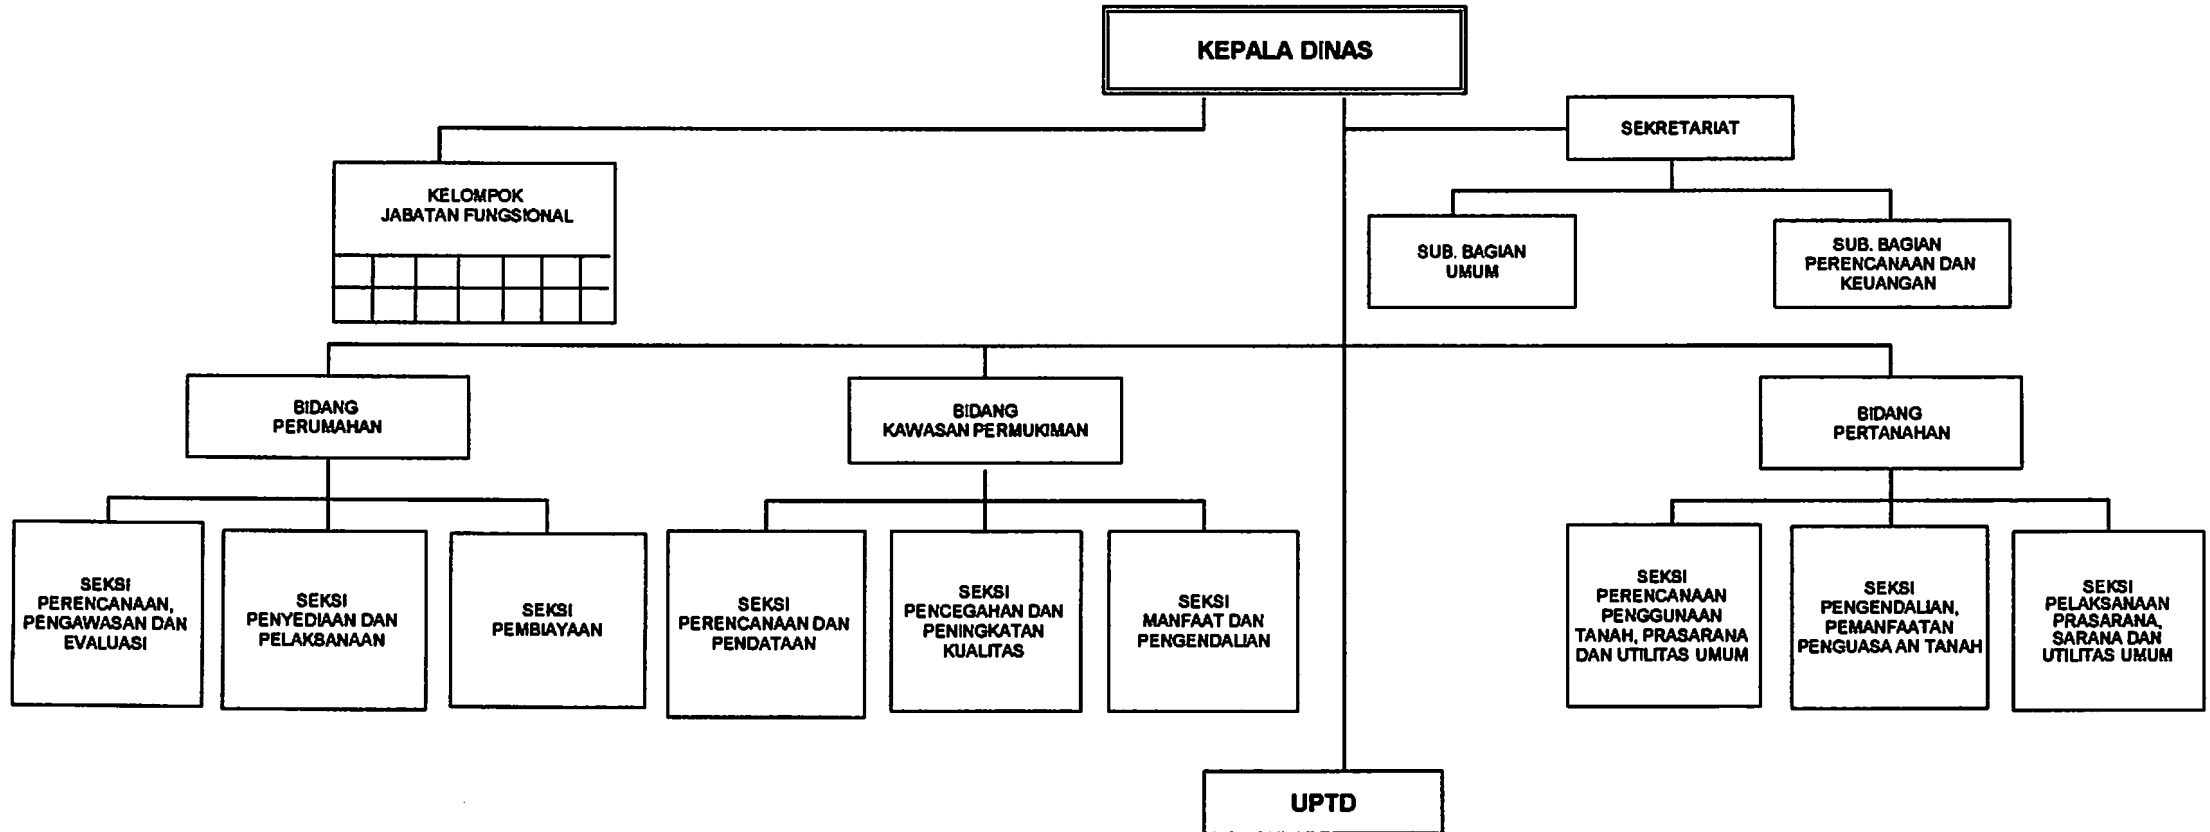 KEPALA DINAS
SEKRETARIAT
KELOMPOK
JABATAN FUNGSIONAL
SUB. BAGIAN
UMUM
SUB. BAGIAN
PERENCANAAN DAN
KEUANGAN
BIDANG
PERUMAHAN
BIDANG
KAWASAN PERMUKIMAN
BIDANG
PERTANAHAN
SEKSI
PERENCANAAN,
PENGAWASAN DAN
EVALUASI
SEKSI
PENYEDIAAN DAN
PELAKSANAAN
SEKSI
PEMBIAYAAN
SEKSI
PERENCANAAN DAN
PENDATAAN
SEKSI
PENCEGAHAN DAN
PENINGKATAN
KUALITAS
SEKSI
MANFAAT DAN
PENGENDALIAN
SEKSI
PERENCANAAN
PENGGUNAAN
TANAH, PRASARANA
DAN UTILITAS UMUM
SEKSI
PENGENDALIAN,
PEMANFAATAN
PENGUASA AN TANAH
SEKSI
PELAKSANAAN
PRASARANA,
SARANA DAN
UTILITAS UMUM
UPTD